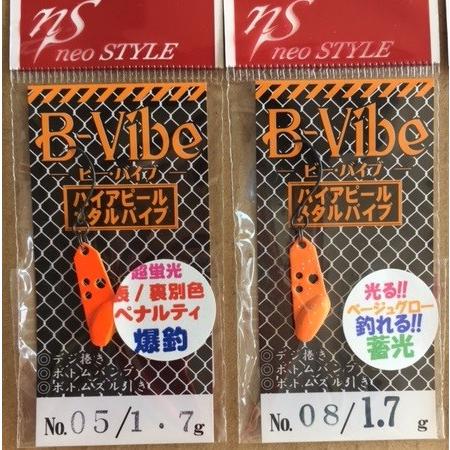 ns
neo STYLE
B-Vibe
ビー・バイブ
ハイアピール
メタルバイブ
超蛍光
表/裏別色
ペナルティ
爆釣
◎デジ巻き
◎ボトムバンプ
◎ボトムズル引き
No.05/1.7g
ns
neo STYLE
B-Vibe
ビー・バイブ
ハイアピール
メタルバイブ
光る!!
ベージュグロー
釣れる!!
蓄光
◎デジ巻き
◎ボトムバンプ
◎ボトムズル引き
No.08/1.7g